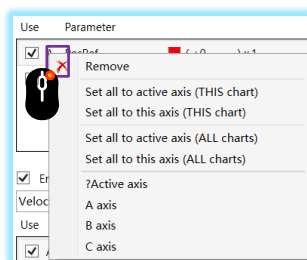 Use Parameter
Remove
Set all to active axis (THIS chart)
Set all to this axis (THIS chart)
Set all to active axis (ALL charts)
Set all to this axis (ALL charts)
?Active axis
Veloc
A axis
Use
B axis
C axis